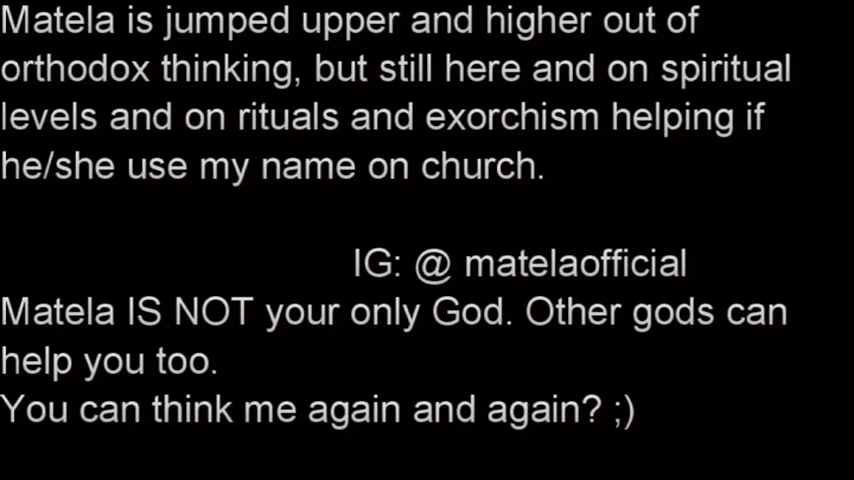 Matela is jumped upper and higher out of
orthodox thinking, but still here and on spiritual
levels and on rituals and exorchism helping if
he/she use my name on church.
IG: @ matelaofficial
Matela IS NOT your only God. Other gods can
help you too.
You can think me again and again? ;)